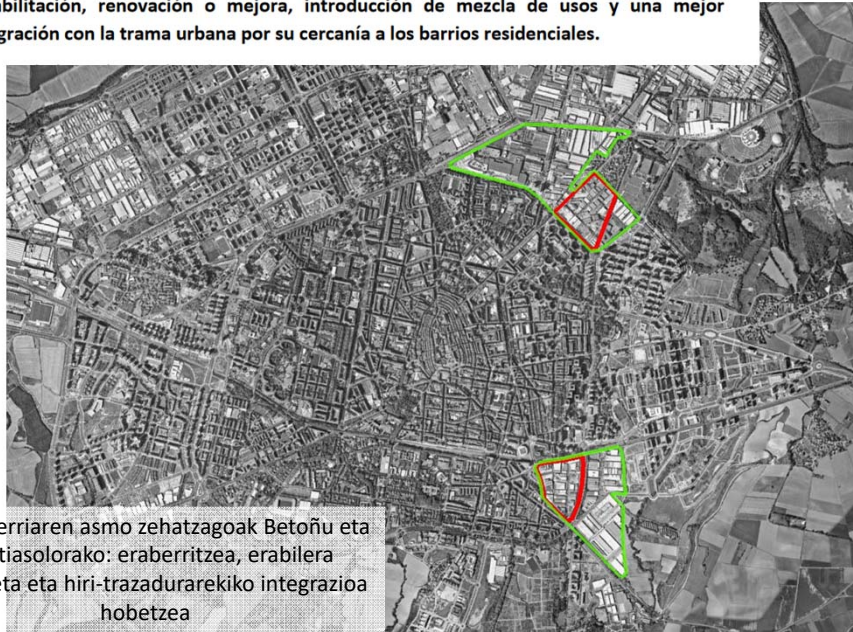 bilitación, renovación o mejora, introducción de mezcla de usos y una mejor
gración con la trama urbana por su cercanía a los barrios residenciales.
erriaren asmo zehatzagoak Betoñu eta
tiasolorako: eraberritzea, erabilera
eta eta hiri-trazadurarekiko integrazioa
hobetzea